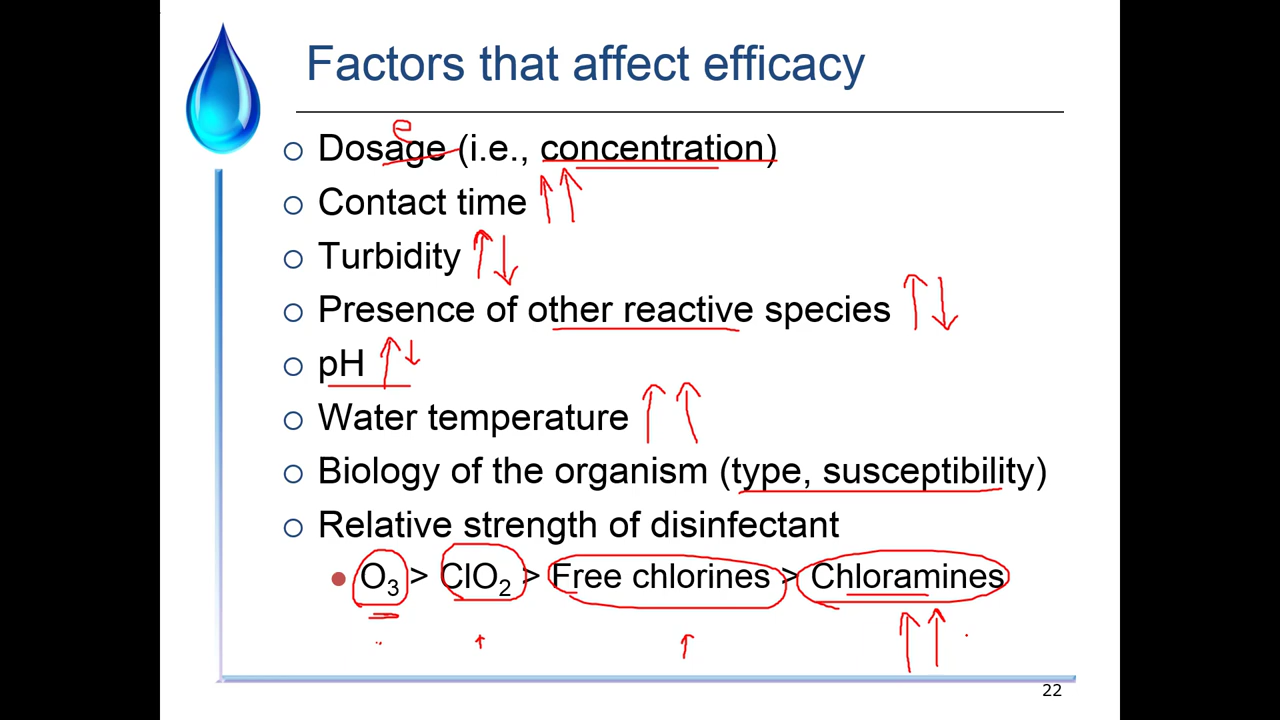 Factors that affect efficacy
e
Dosage (i.e., concentration)
Contact time ↑↑
Turbidity ↑↓
Presence of other reactive species ↑↓
pH ↑↓
Water temperature ↑↑
Biology of the organism (type, susceptibility)
Relative strength of disinfectant
O₃ > ClO₂ > Free chlorines > Chloramines
↑ ↑ ↑↑
22